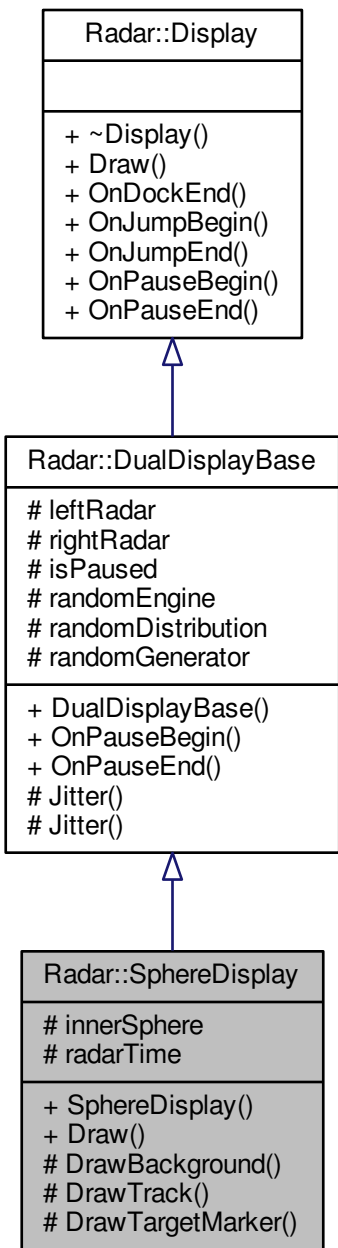 Radar::Display
+ ~Display()
+ Draw()
+ OnDockEnd()
+ OnJumpBegin()
+ OnJumpEnd()
+ OnPauseBegin()
+ OnPauseEnd()
Radar::DualDisplayBase
# leftRadar
# rightRadar
# isPaused
# randomEngine
# randomDistribution
# randomGenerator
+ DualDisplayBase()
+ OnPauseBegin()
+ OnPauseEnd()
# Jitter()
# Jitter()
Radar::SphereDisplay
# innerSphere
# radarTime
+ SphereDisplay()
+ Draw()
# DrawBackground()
# DrawTrack()
# DrawTargetMarker()